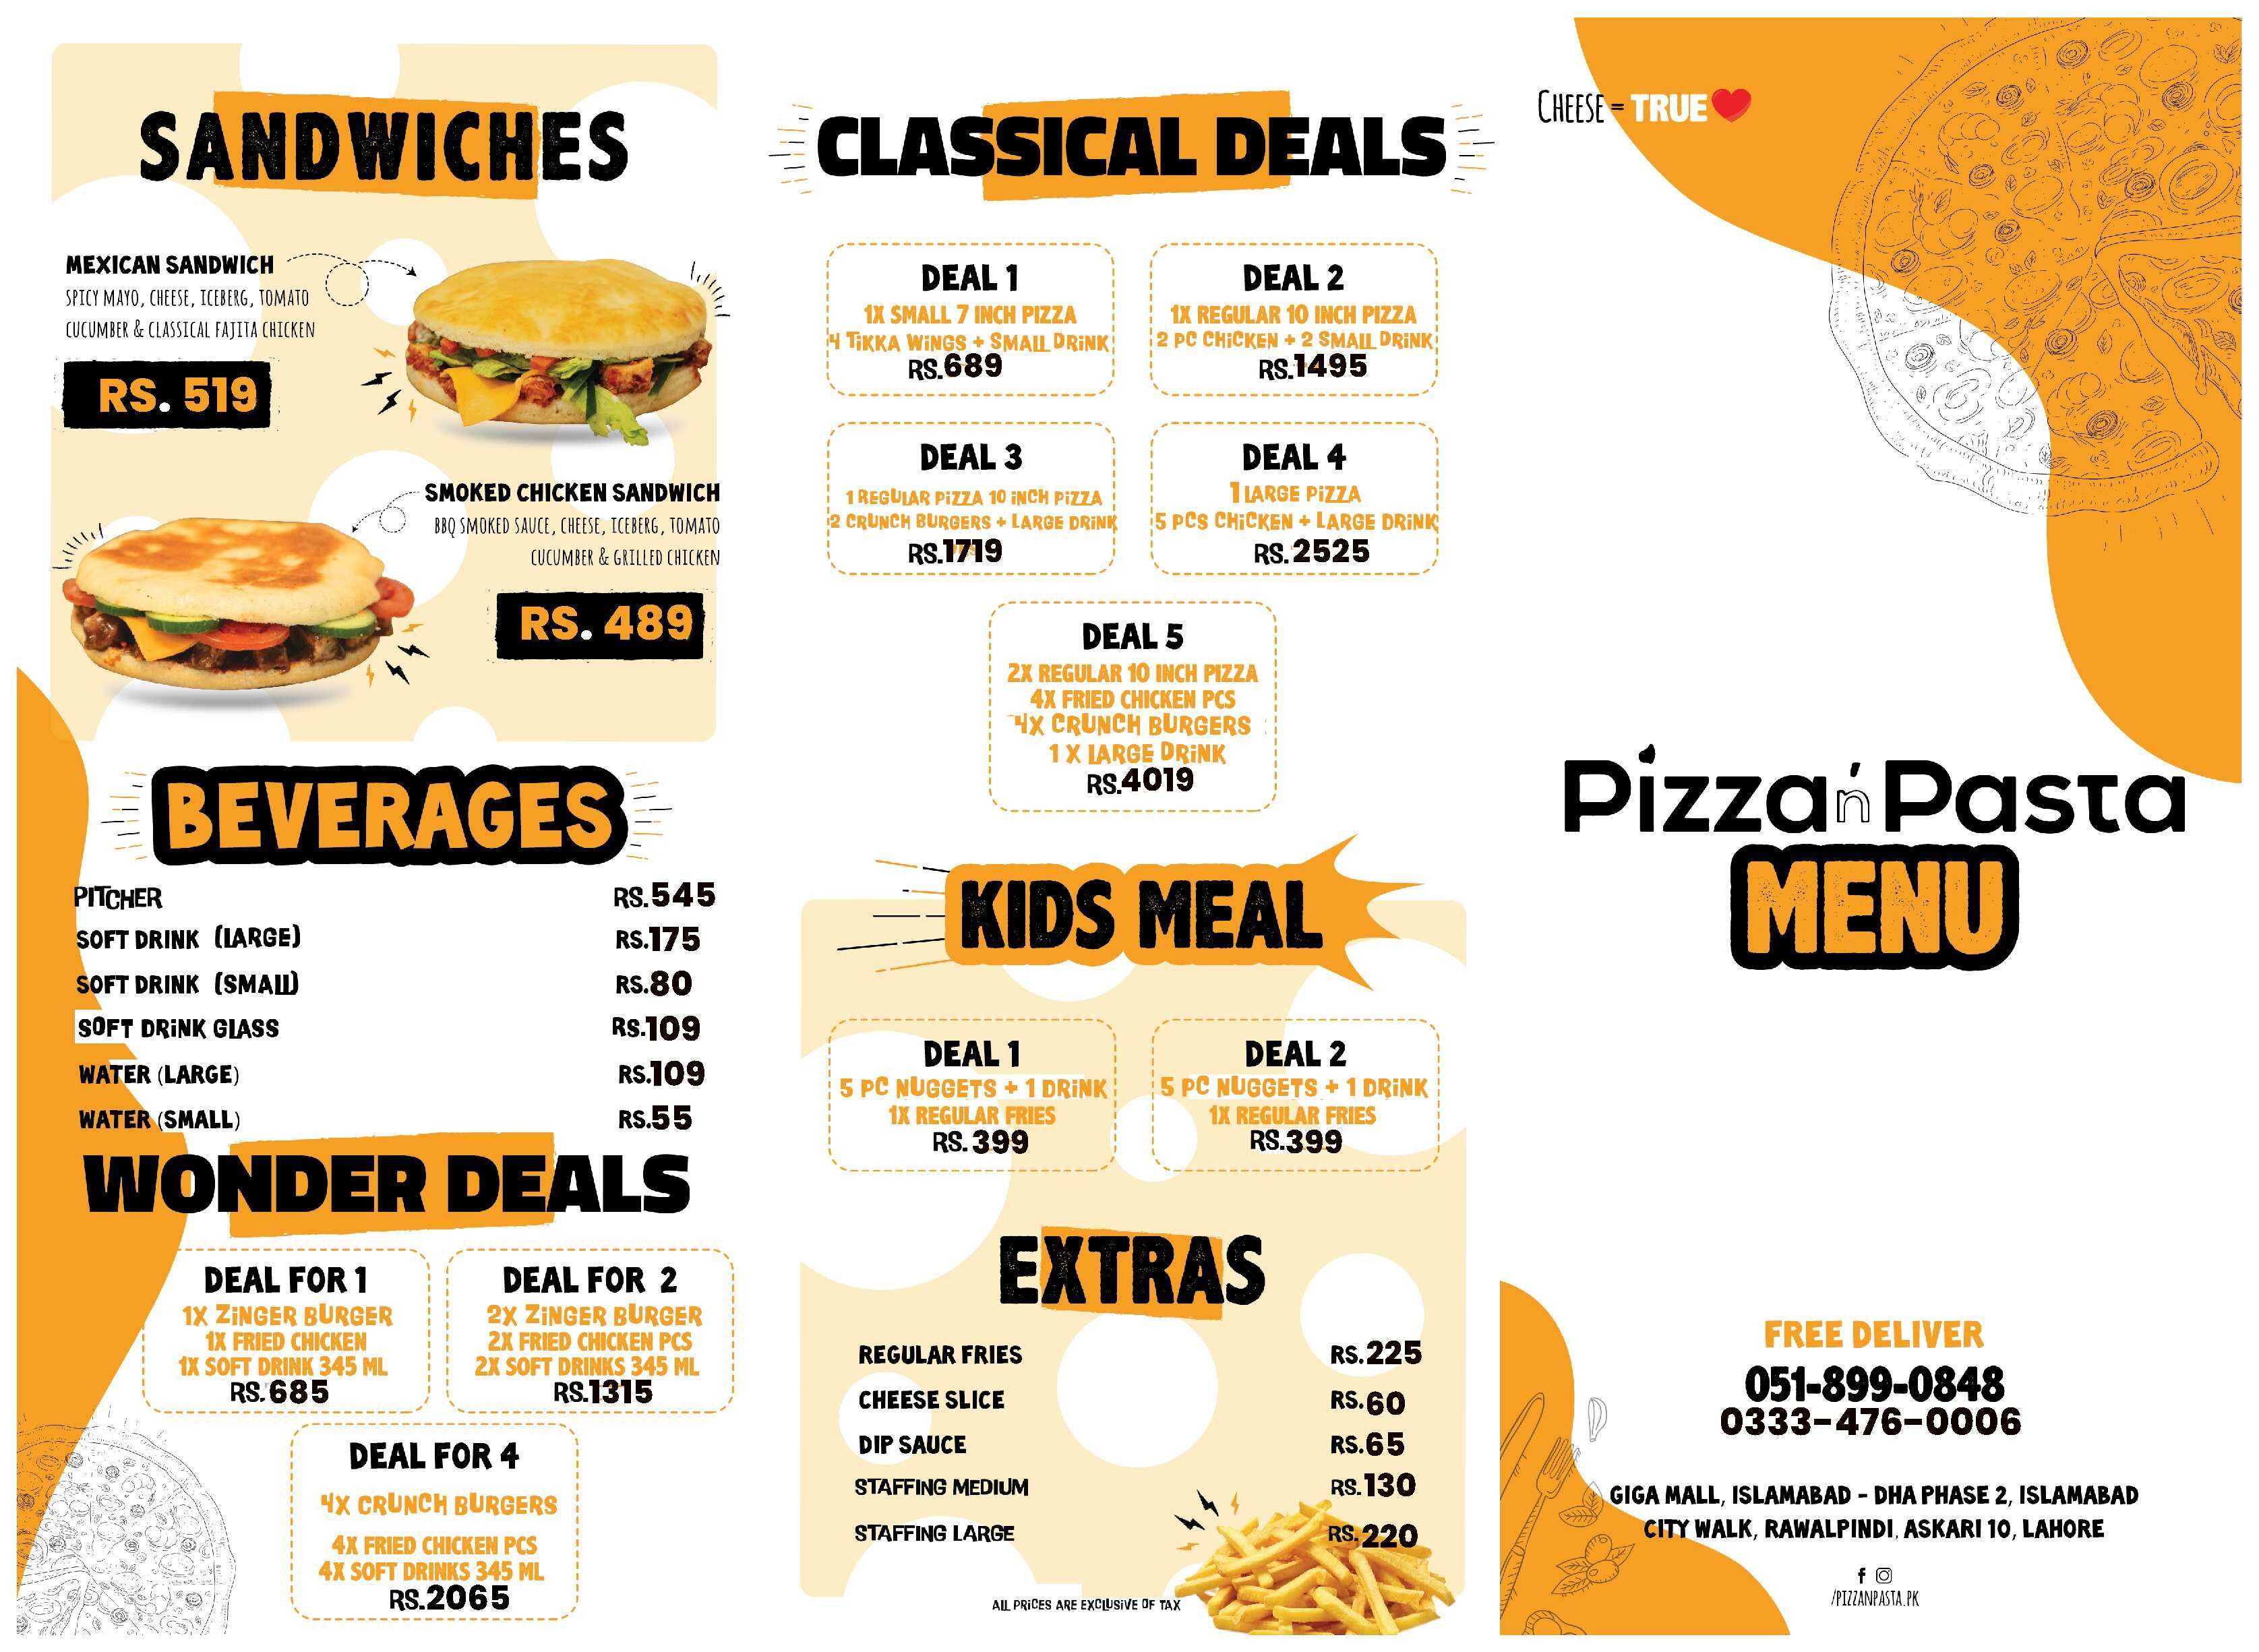 SANDWICHES
MEXICAN SANDWICH
SPICY MAYO, CHEESE, ICEBERG, TOMATO
CUCUMBER & CLASSICAL FAJITA CHICKEN
RS. 519
SMOKED CHICKEN SANDWICH
BBQ SMOKED SAUCE, CHEESE, ICEBERG, TOMATO
CUCUMBER & GRILLED CHICKEN
RS. 489
BEVERAGES
PITCHER RS.545
SOFT DRINK (LARGE) RS.175
SOFT DRINK (SMALL) RS.80
SOFT DRINK GLASS RS.109
WATER (LARGE) RS.109
WATER (SMALL) RS.55
WONDER DEALS
DEAL FOR 1
1X ZINGER BURGER
1X FRIED CHICKEN
1X SOFT DRINK 345 ML
RS.685
DEAL FOR 2
2X ZINGER BURGER
2X FRIED CHICKEN PCS
2X SOFT DRINKS 345 ML
RS.1315
DEAL FOR 4
4X CRUNCH BURGERS
4X FRIED CHICKEN PCS
4X SOFT DRINKS 345 ML
RS.2065
CLASSICAL DEALS
DEAL 1
1X SMALL 7 INCH PIZZA
4 TIKKA WINGS + SMALL DRINK
RS.689
DEAL 2
1X REGULAR 10 INCH PIZZA
2 PC CHICKEN + 2 SMALL DRINK
RS.1495
DEAL 3
1 REGULAR PIZZA 10 INCH PIZZA
2 CRUNCH BURGERS + LARGE DRINK
RS.1719
DEAL 4
1 LARGE PIZZA
5 PCS CHICKEN + LARGE DRINK
RS.2525
DEAL 5
2X REGULAR 10 INCH PIZZA
4X FRIED CHICKEN PCS
4X CRUNCH BURGERS
1 X LARGE DRINK
RS.4019
KIDS MEAL
DEAL 1
5 PC NUGGETS + 1 DRINK
1X REGULAR FRIES
RS.399
DEAL 2
5 PC NUGGETS + 1 DRINK
1X REGULAR FRIES
RS.399
EXTRAS
REGULAR FRIES RS.225
CHEESE SLICE RS.60
DIP SAUCE RS.65
STAFFING MEDIUM RS.130
STAFFING LARGE RS.220
ALL PRICES ARE EXCLUSIVE OF TAX
CHEESE = TRUE ❤
Pizza n' Pasta
MENU
FREE DELIVER
051-899-0848
0333-476-0006
GIGA MALL, ISLAMABAD - DHA PHASE 2, ISLAMABAD
CITY WALK, RAWALPINDI, ASKARI 10, LAHORE
/PIZZANPASTA.PK